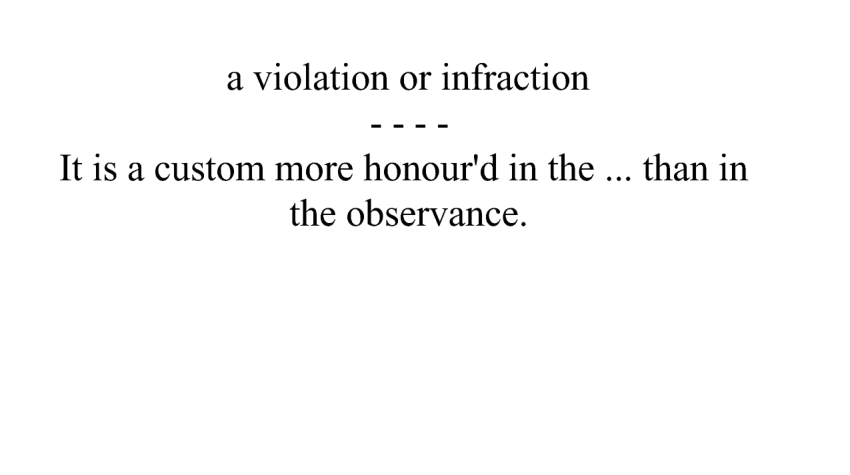 a violation or infraction
- - - -
It is a custom more honour'd in the ... than in
the observance.